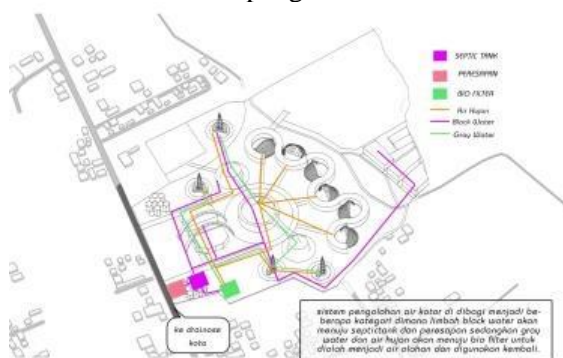 SEPTIC TANK
PERESAPAN
BIO FILTER
Air Hujan
Black Water
Gray Water
ke drainase
kota
sistem pengolahan air kotor di bagi menjadi be-
berapa kategori dimana limbah black water akan
menuju septictank dan peresapan sedangkan gray
water dan air hujan akan menuju bio filter untuk
diolah menjadi air olahan dan digunakan kembali.